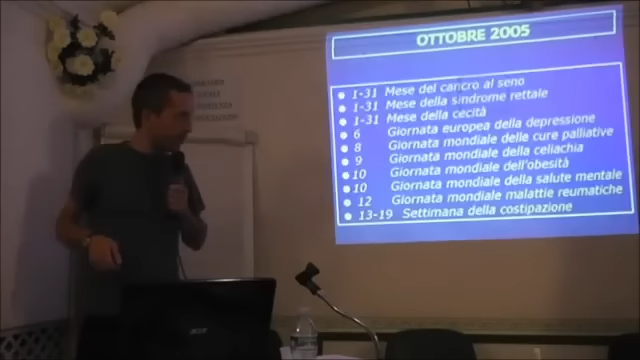 OTTOBRE 2005
1-31 Mese del cancro al seno
1-31 Mese della sindrome rettale
1-31 Mese della cecità
6 Giornata europea della depressione
8 Giornata mondiale delle cure palliative
9 Giornata mondiale della celiachia
10 Giornata mondiale dell'obesità
10 Giornata mondiale della salute mentale
12 Giornata mondiale malattie reumatiche
13-19 Settimana della costipazione
acer